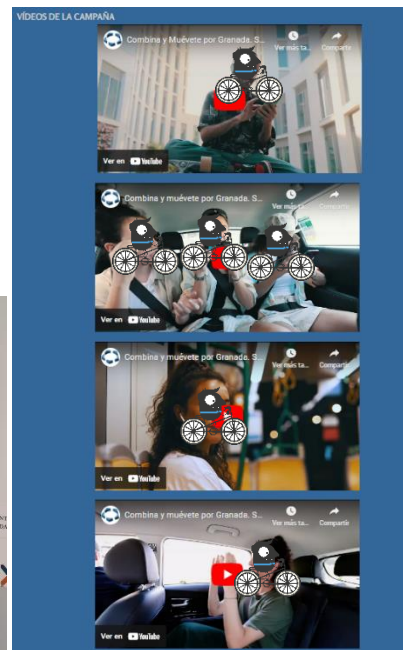 VÍDEOS DE LA CAMPAÑA
Combina y Muévete por Granada. S...
Ver más ta...
Compartir
Ver en YouTube
Combina y muévete por Granada. S...
Ver más ta...
Compartir
Ver en YouTube
Combina y muévete por Granada. S...
Ver más ta...
Compartir
Ver en YouTube
Combina y muévete por Granada. S...
Ver más ta...
Compartir
Ver en YouTube